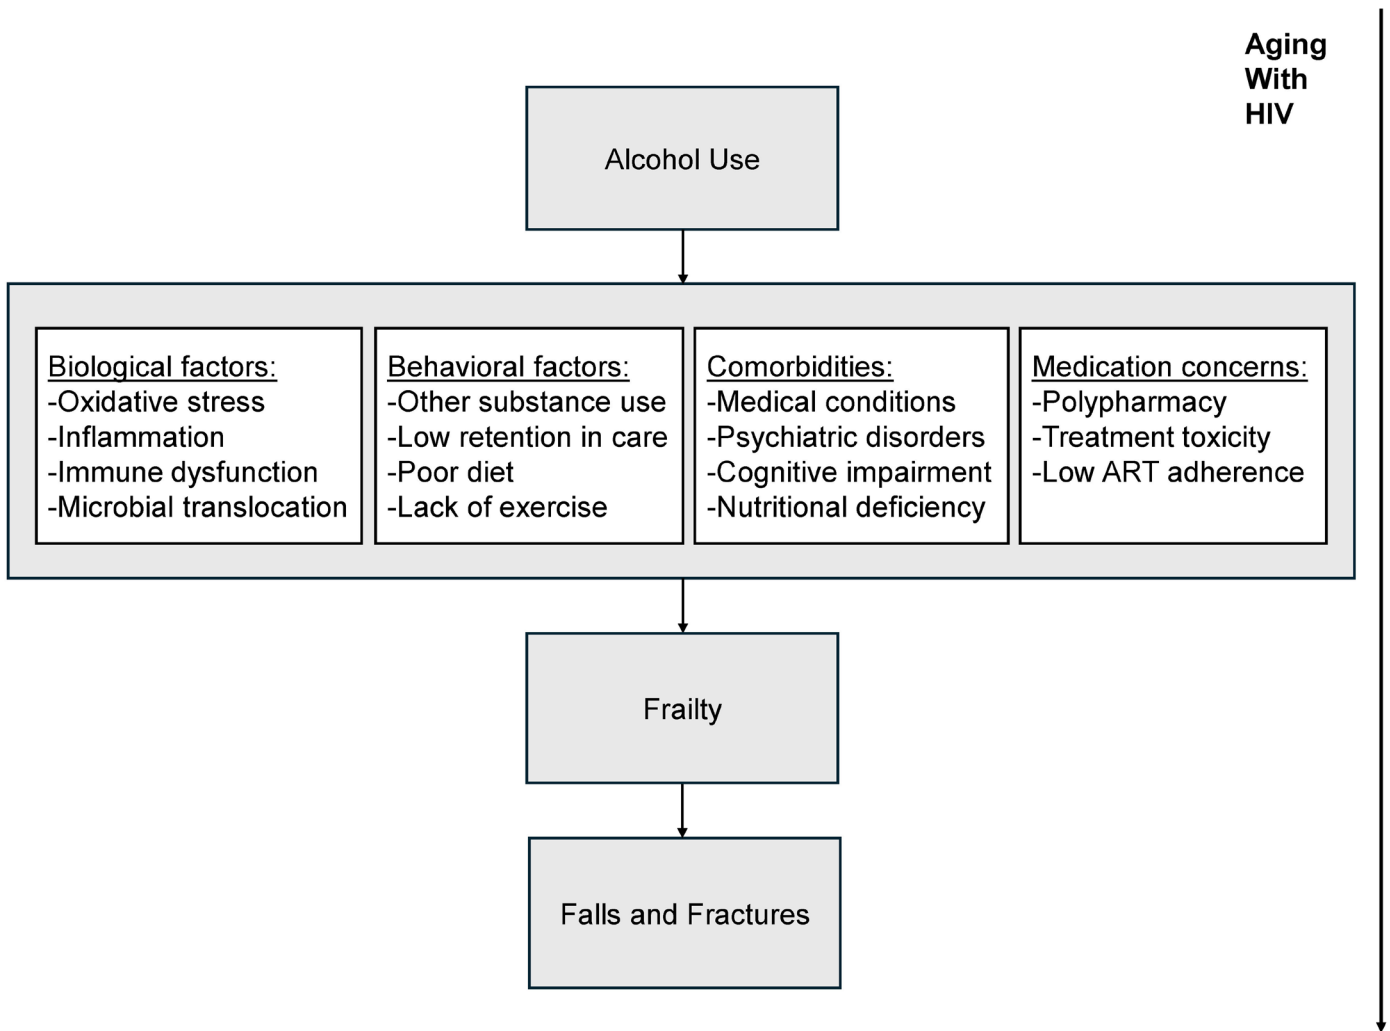 Aging
With
HIV
Alcohol Use
Biological factors:
-Oxidative stress
-Inflammation
-Immune dysfunction
-Microbial translocation
Behavioral factors:
-Other substance use
-Low retention in care
-Poor diet
-Lack of exercise
Comorbidities:
-Medical conditions
-Psychiatric disorders
-Cognitive impairment
-Nutritional deficiency
Medication concerns:
-Polypharmacy
-Treatment toxicity
-Low ART adherence
Frailty
Falls and Fractures